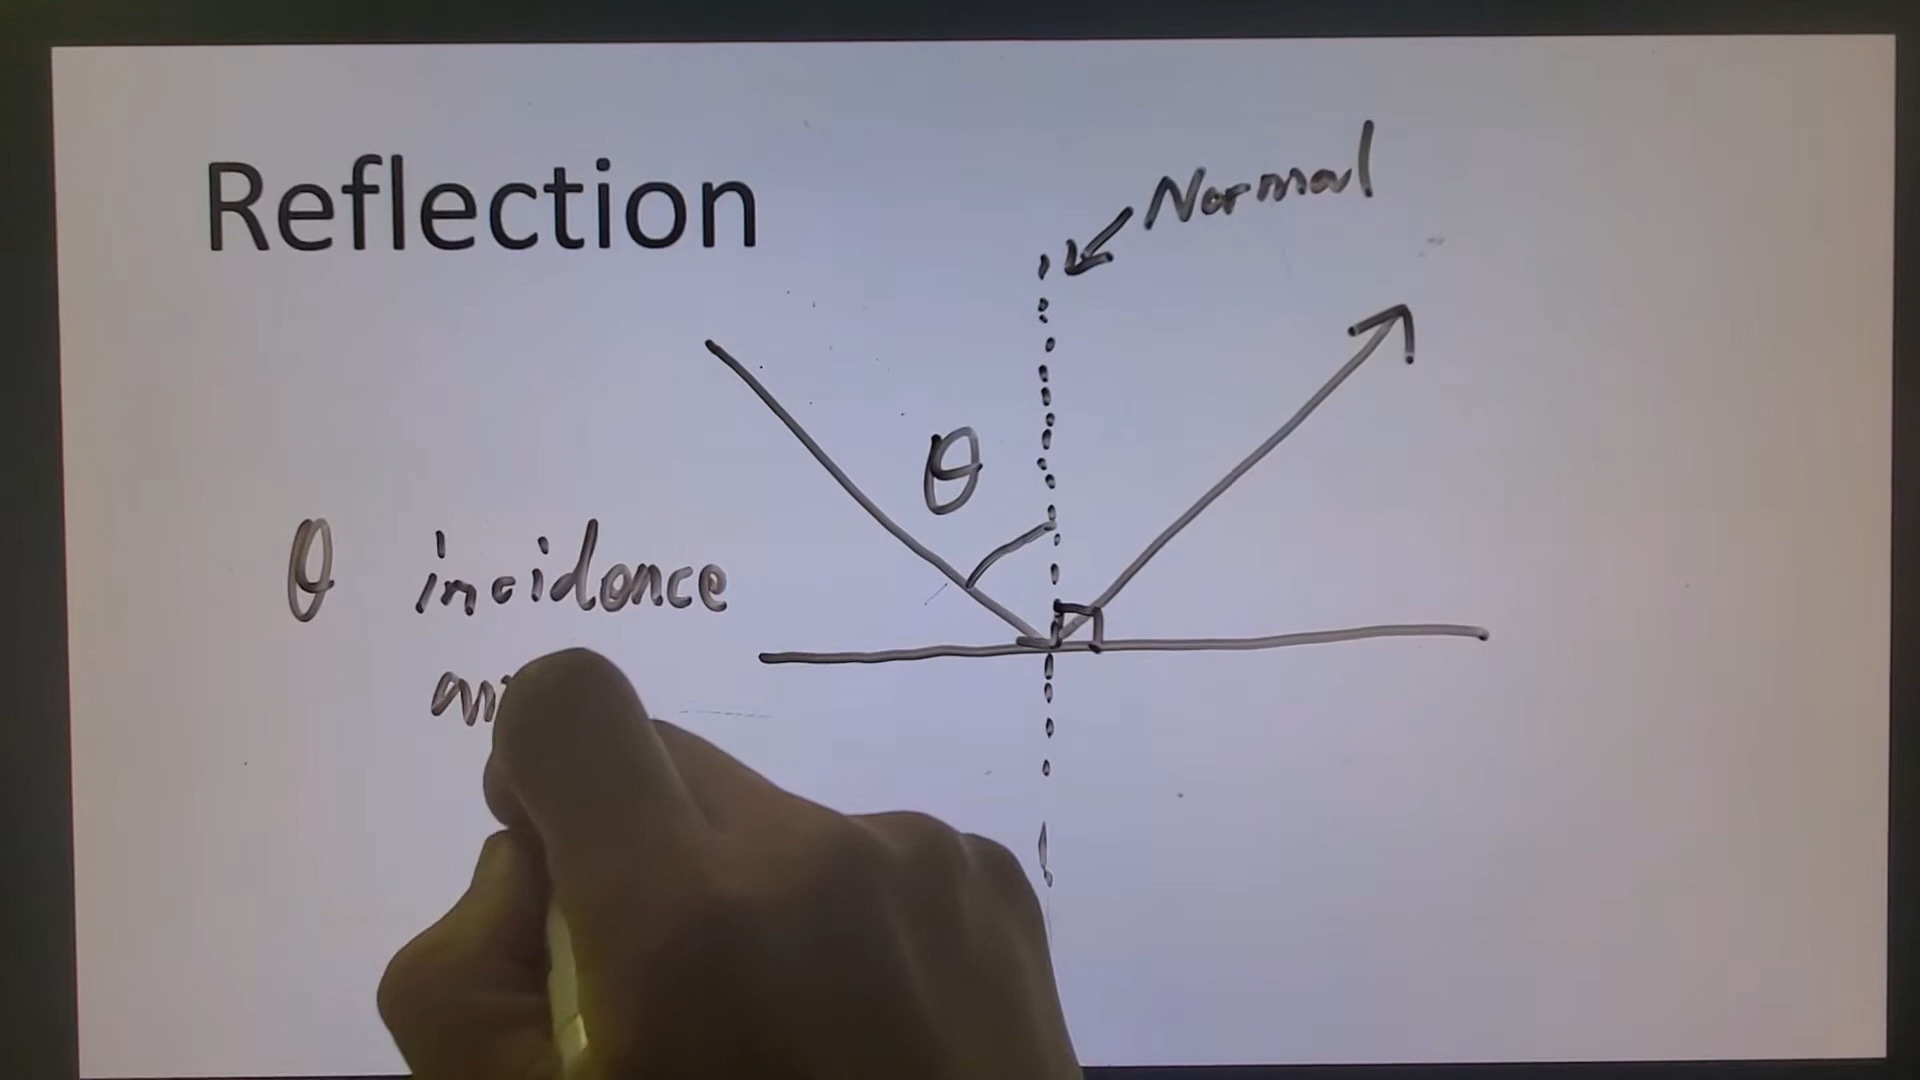 Reflection
Normal
θ
θ incidence